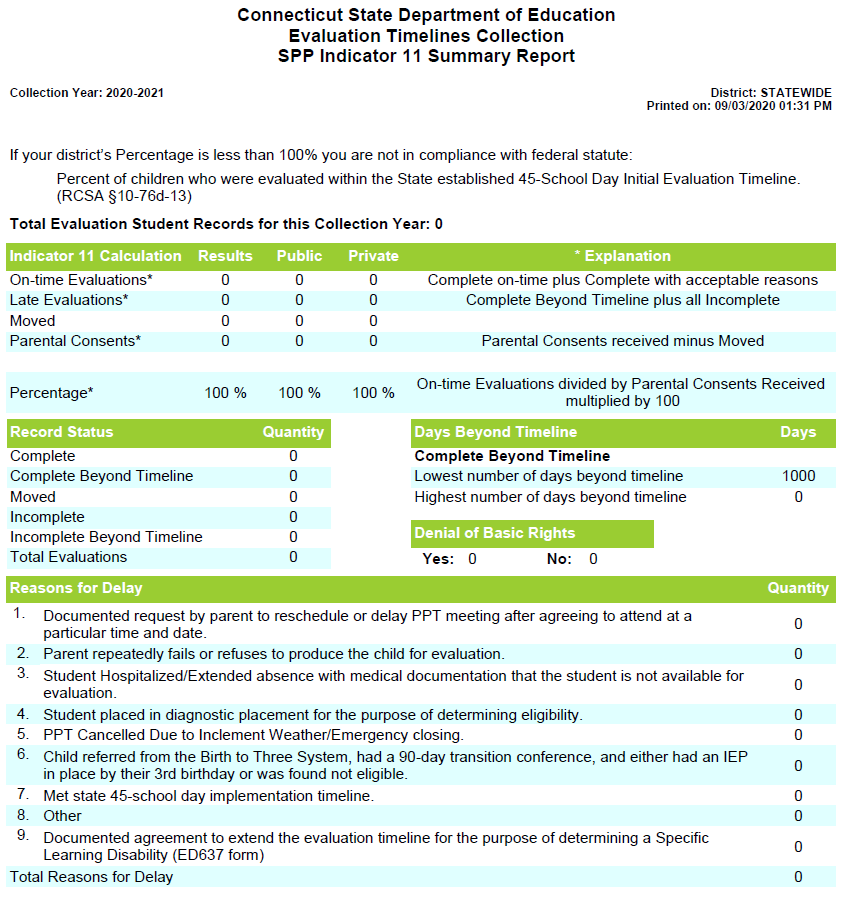 Connecticut State Department of Education
Evaluation Timelines Collection
SPP Indicator 11 Summary Report
Collection Year: 2020-2021
District: STATEWIDE
Printed on: 09/03/2020 01:31 PM
If your district's Percentage is less than 100% you are not in compliance with federal statute:
Percent of children who were evaluated within the State established 45-School Day Initial Evaluation Timeline.
(RCSA §10-76d-13)
Total Evaluation Student Records for this Collection Year: 0
Indicator 11 Calculation Results Public Private * Explanation
On-time Evaluations* 0 0 0 Complete on-time plus Complete with acceptable reasons
Late Evaluations* 0 0 0 Complete Beyond Timeline plus all Incomplete
Moved 0 0 0
Parental Consents* 0 0 0 Parental Consents received minus Moved
Percentage* 100 % 100 % 100 % On-time Evaluations divided by Parental Consents Received
multiplied by 100
Record Status Quantity
Complete 0
Complete Beyond Timeline 0
Moved 0
Incomplete 0
Incomplete Beyond Timeline 0
Total Evaluations 0
Days Beyond Timeline Days
Complete Beyond Timeline
Lowest number of days beyond timeline 1000
Highest number of days beyond timeline 0
Denial of Basic Rights
Yes: 0 No: 0
Reasons for Delay Quantity
1. Documented request by parent to reschedule or delay PPT meeting after agreeing to attend at a
particular time and date. 0
2. Parent repeatedly fails or refuses to produce the child for evaluation. 0
3. Student Hospitalized/Extended absence with medical documentation that the student is not available for
evaluation. 0
4. Student placed in diagnostic placement for the purpose of determining eligibility. 0
5. PPT Cancelled Due to Inclement Weather/Emergency closing. 0
6. Child referred from the Birth to Three System, had a 90-day transition conference, and either had an IEP
in place by their 3rd birthday or was found not eligible. 0
7. Met state 45-school day implementation timeline. 0
8. Other 0
9. Documented agreement to extend the evaluation timeline for the purpose of determining a Specific
Learning Disability (ED637 form) 0
Total Reasons for Delay 0